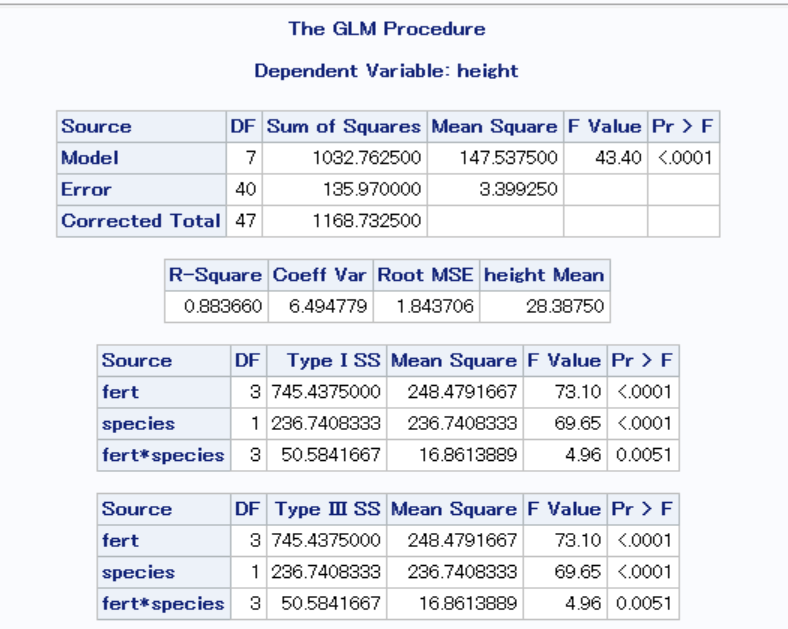 The GLM Procedure
Dependent Variable: height
Source DF Sum of Squares Mean Square F Value Pr > F
Model 7 1032.762500 147.537500 43.40 <.0001
Error 40 135.970000 3.399250
Corrected Total 47 1168.732500
R-Square Coeff Var Root MSE height Mean
0.883660 6.494779 1.843706 28.38750
Source DF Type I SS Mean Square F Value Pr > F
fert 3 745.4375000 248.4791667 73.10 <.0001
species 1 236.7408333 236.7408333 69.65 <.0001
fert*species 3 50.5841667 16.8613889 4.96 0.0051
Source DF Type III SS Mean Square F Value Pr > F
fert 3 745.4375000 248.4791667 73.10 <.0001
species 1 236.7408333 236.7408333 69.65 <.0001
fert*species 3 50.5841667 16.8613889 4.96 0.0051